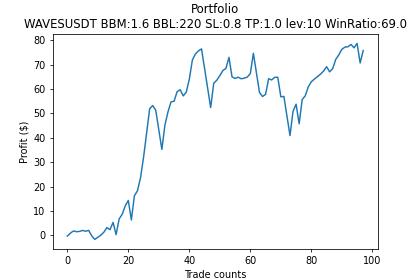 Portfolio
WAVESUSDT BBM:1.6 BBL:220 SL:0.8 TP:1.0 lev:10 WinRatio:69.0
80
70
60
50
40
30
20
10
0
Profit ($)
0 20 40 60 80 100
Trade counts